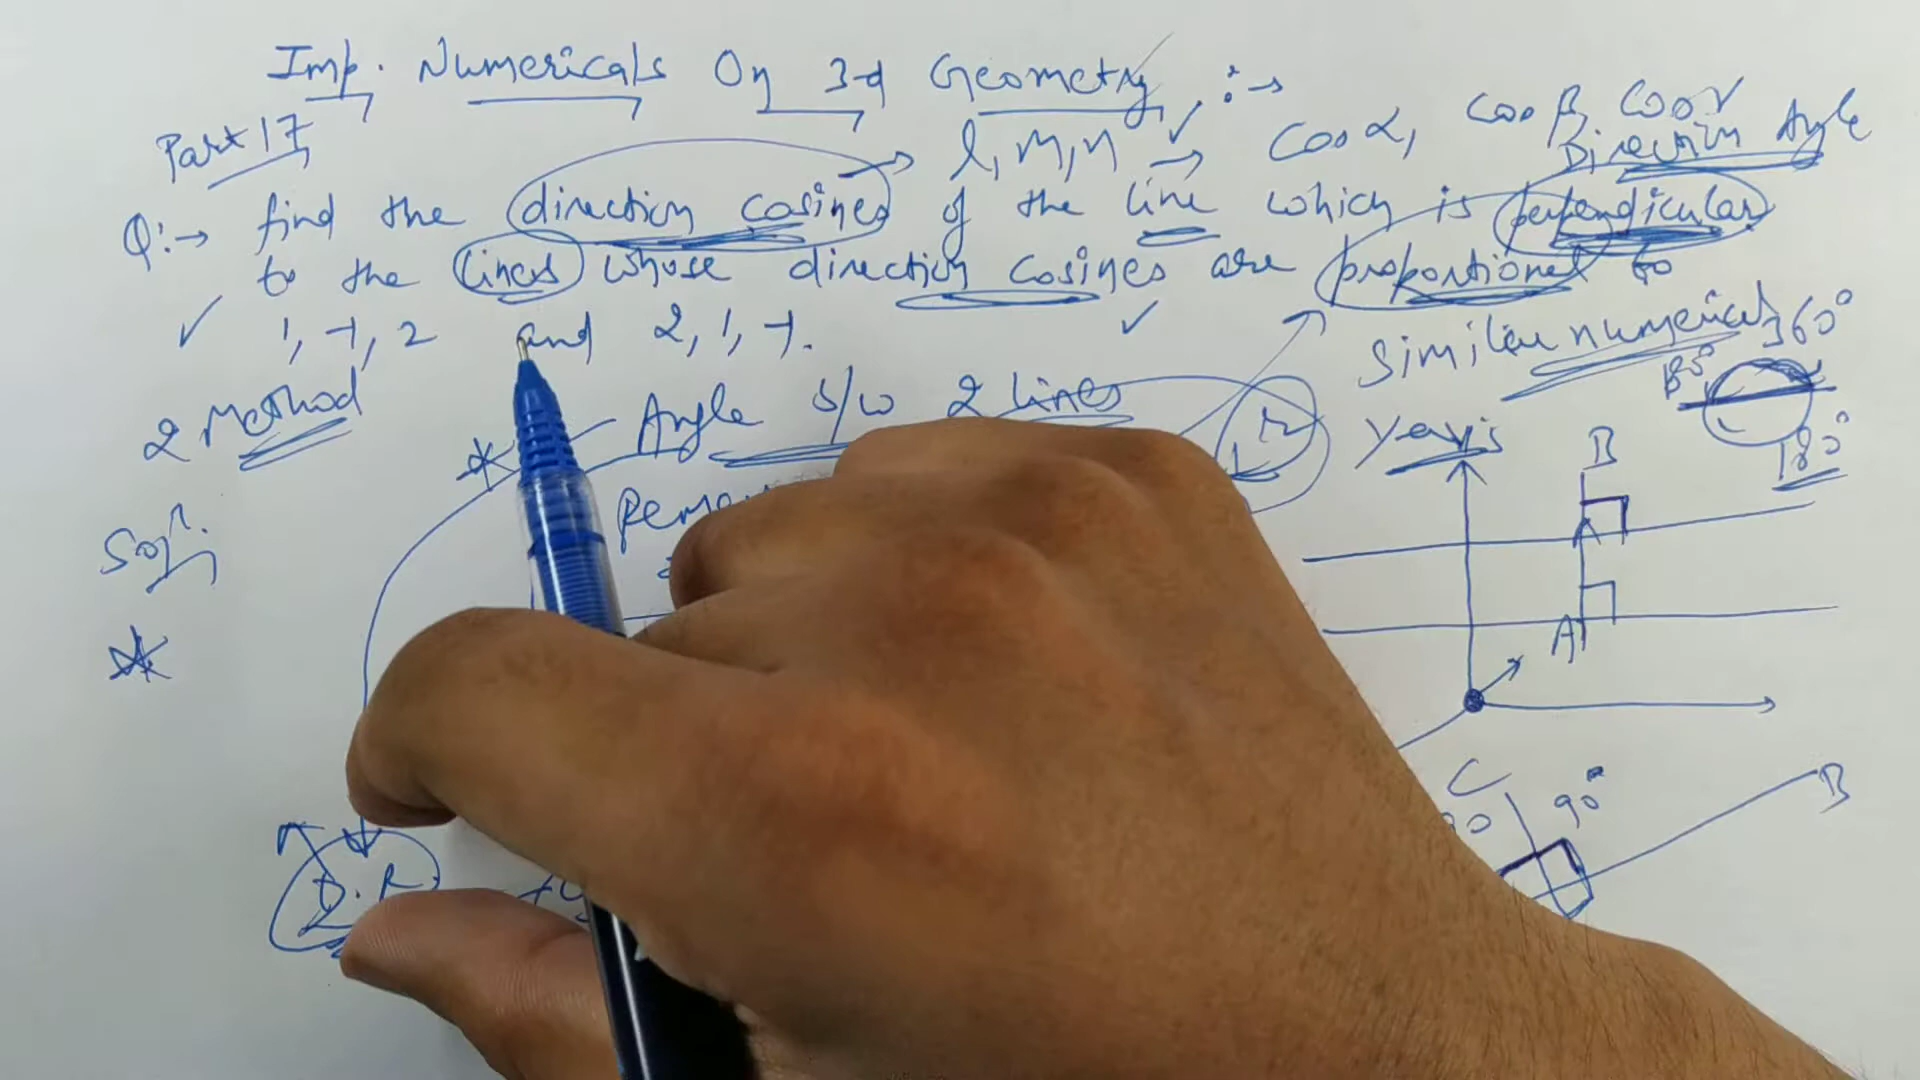 Imp. Numericals On 3-d Geometry :→
Part 17
l, m, n → Cos α, Cos β, Cos γ
Direction Angle
Q:→ find the direction cosines of the line which is perpendicular
to the lines whose direction cosines are proportional to
1, -1, 2 and 2, 1, -1.
Similar numerical
360°
180°
2 Method
Angle b/w 2 lines
Y axis
B
Sol.
A
C
90°
B
D.R